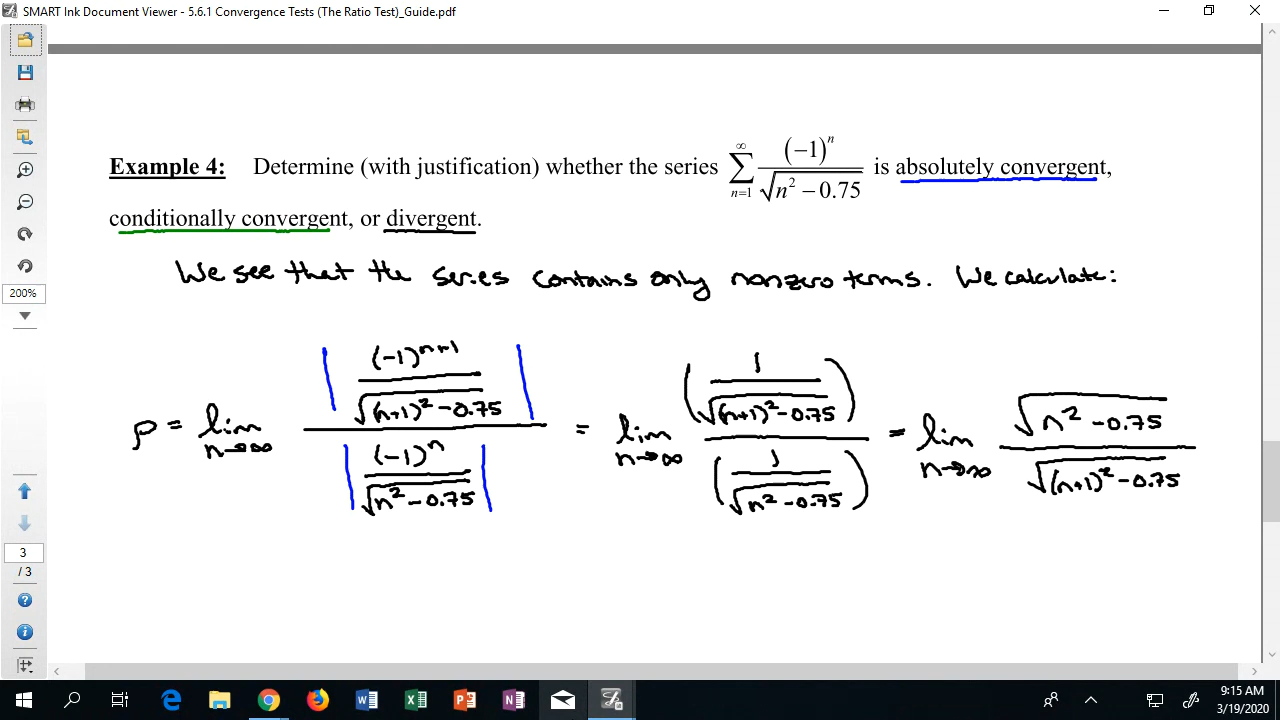 SMART Ink Document Viewer - 5.6.1 Convergence Tests (The Ratio Test)_Guide.pdf
Example 4: Determine (with justification) whether the series ∑_{n=1}^{∞} (−1)^n / √(n² − 0.75) is absolutely convergent,
conditionally convergent, or divergent.
We see that the series contains only nonzero terms. We calculate:
ρ = lim_{n→∞} |(-1)^{n+1} / √((n+1)² - 0.75)| / |(-1)^n / √(n² - 0.75)| = lim_{n→∞} (1 / √((n+1)² - 0.75)) / (1 / √(n² - 0.75)) = lim_{n→∞} √(n² - 0.75) / √((n+1)² - 0.75)
200%
3
/ 3
9:15 AM
3/19/2020